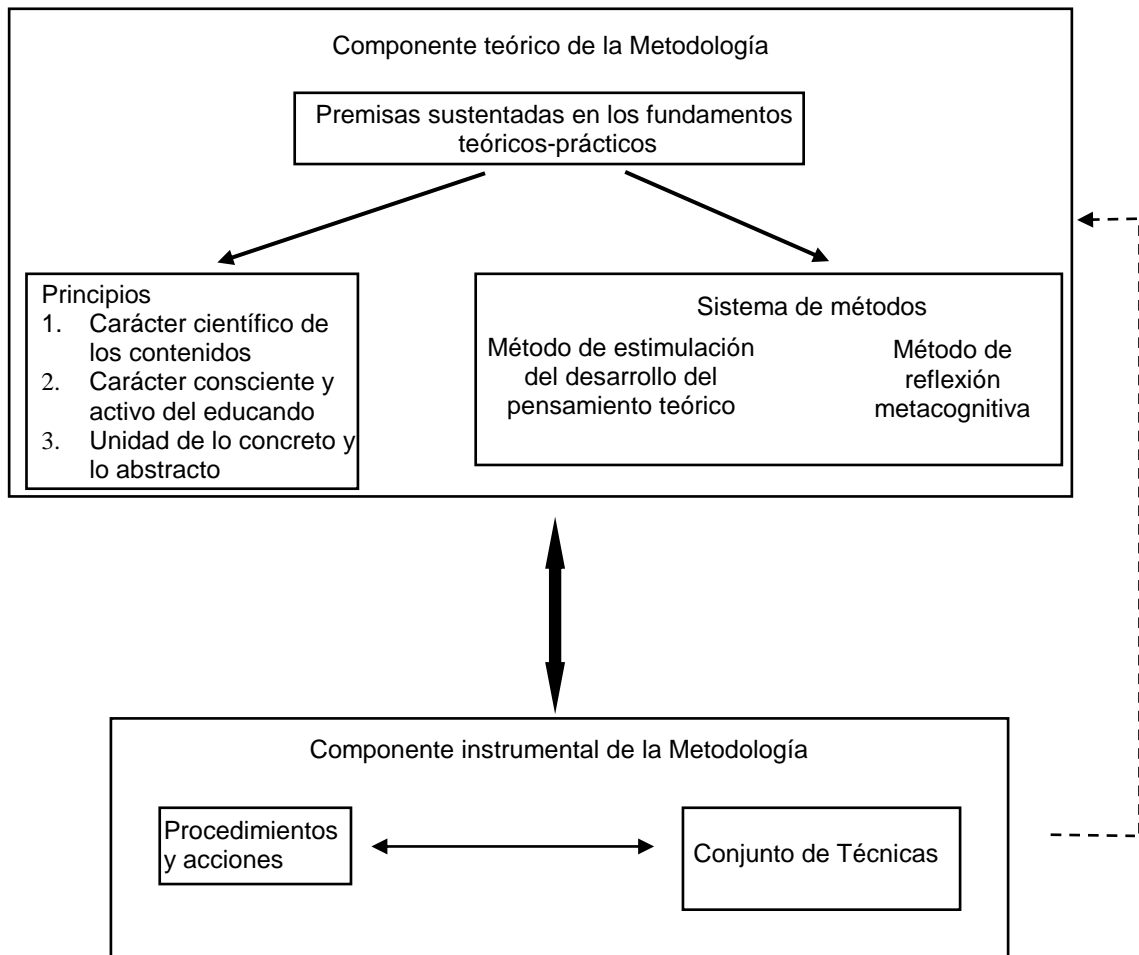 Componente teórico de la Metodología
Premisas sustentadas en los fundamentos
teóricos-prácticos
Principios
1. Carácter científico de
los contenidos
2. Carácter consciente y
activo del educando
3. Unidad de lo concreto y
lo abstracto
Sistema de métodos
Método de estimulación
del desarrollo del
pensamiento teórico
Método de
reflexión
metacognitiva
Componente instrumental de la Metodología
Procedimientos
y acciones
Conjunto de Técnicas